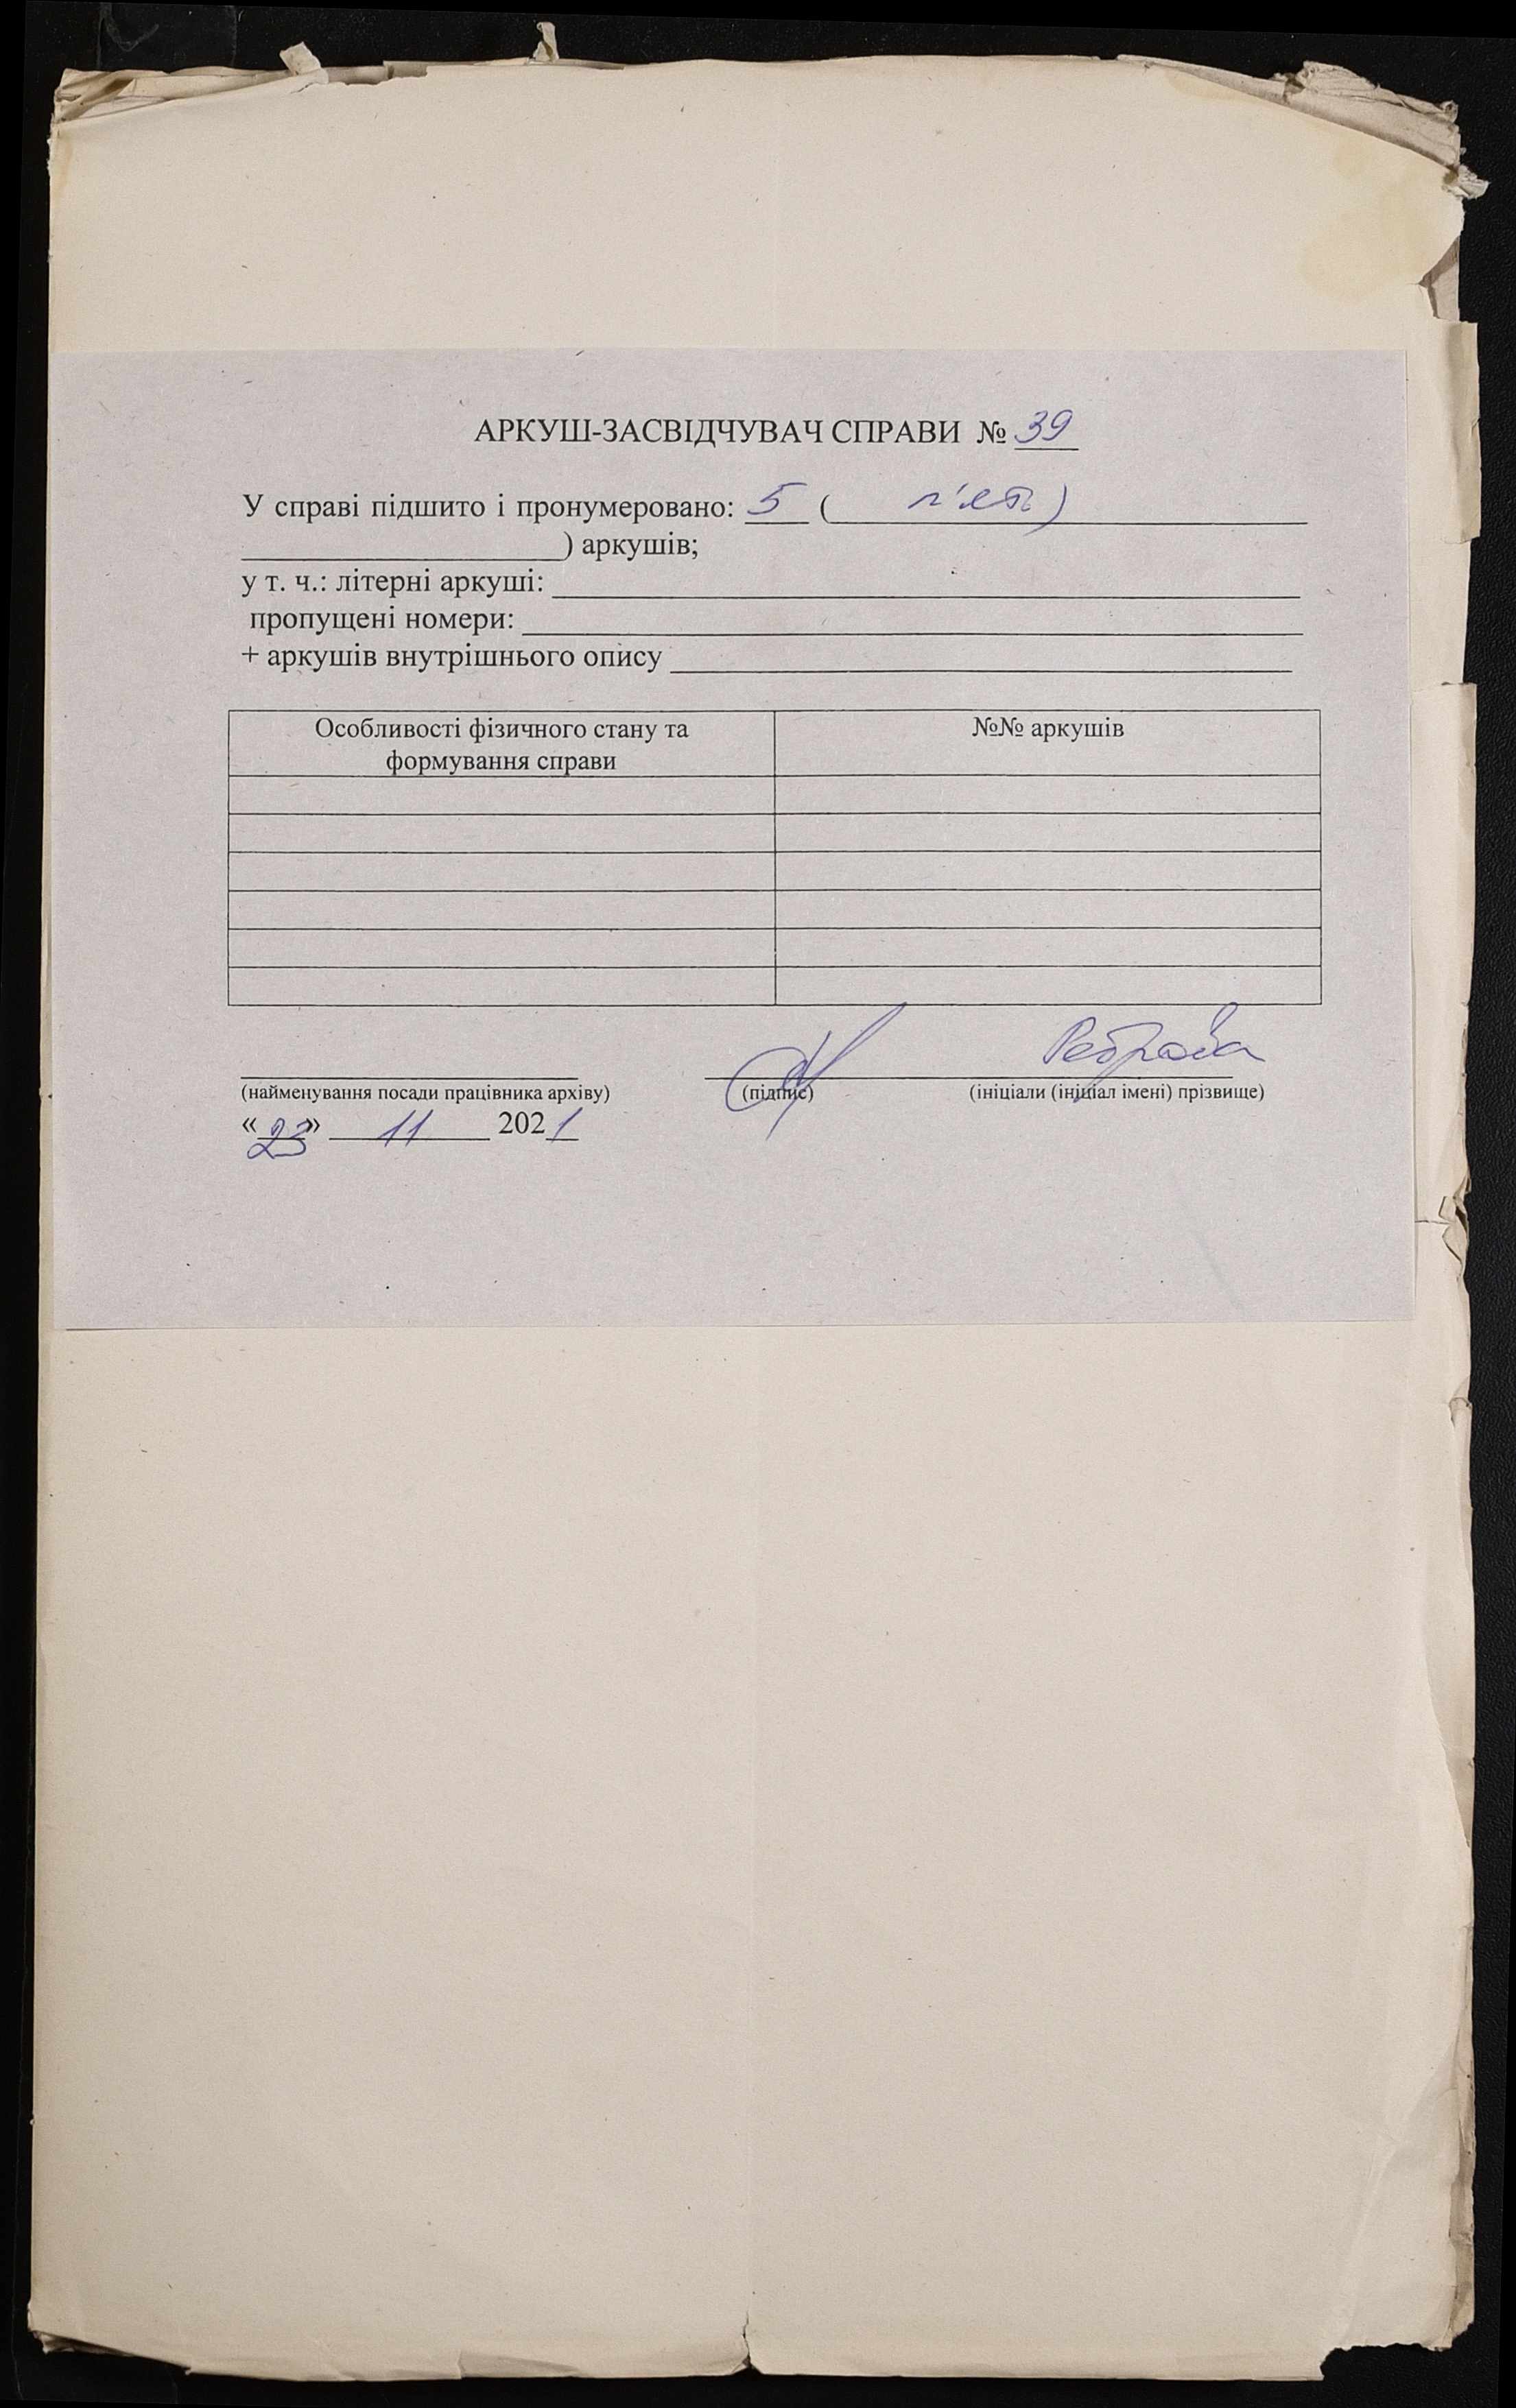 АРКУШ-ЗАСВІДЧУВАЧ СПРАВИ № 39
У справі підшито і пронумеровано: 5 ( п'ять )
) аркушів;
у т. ч.: літерні аркуші:
пропущені номери:
+ аркушів внутрішнього опису
Особливості фізичного стану та формування справи
№№ аркушів
Реброва
(найменування посади працівника архіву) (підпис) (ініціали (ініціал імені) прізвище)
« 23 » 11 2021